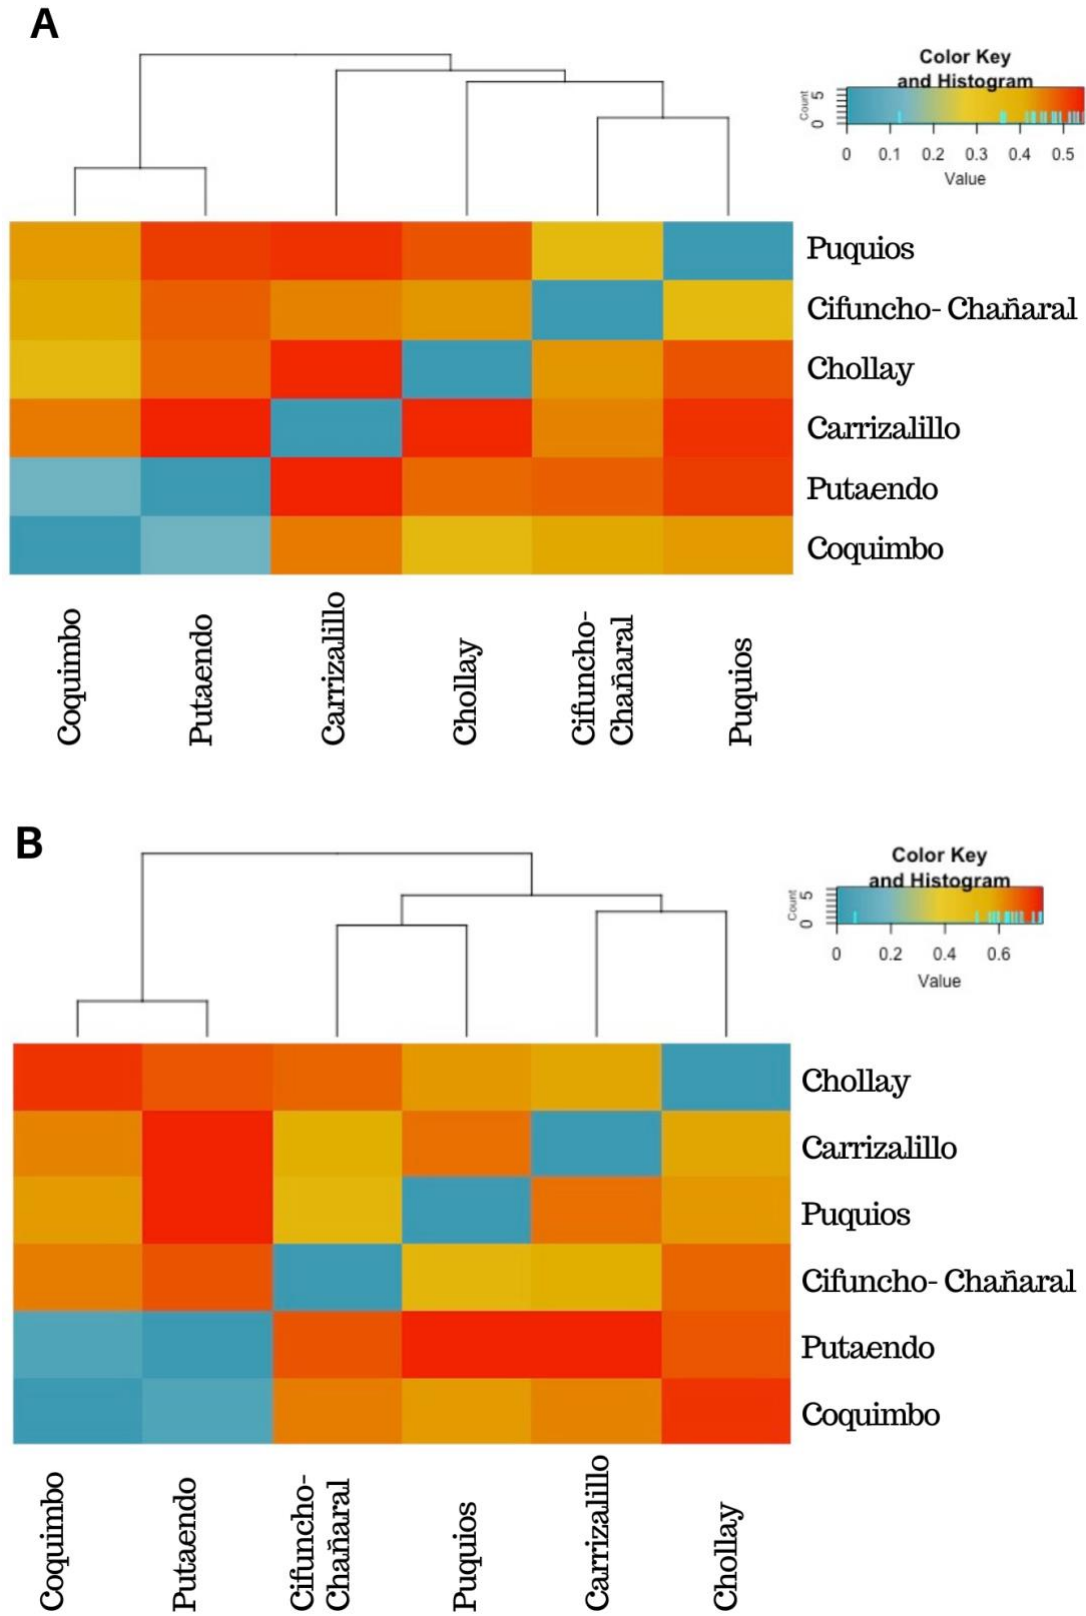 A
Color Key
and Histogram
Count
0 5
0 0.1 0.2 0.3 0.4 0.5
Value
Puquios
Cifuncho- Chañaral
Chollay
Carrizalillo
Putaendo
Coquimbo
Coquimbo
Putaendo
Carrizalillo
Chollay
Cifuncho-
Chañaral
Puquios
B
Color Key
and Histogram
Count
0 5
0 0.2 0.4 0.6
Value
Chollay
Carrizalillo
Puquios
Cifuncho- Chañaral
Putaendo
Coquimbo
Coquimbo
Putaendo
Cifuncho-
Chañaral
Puquios
Carrizalillo
Chollay